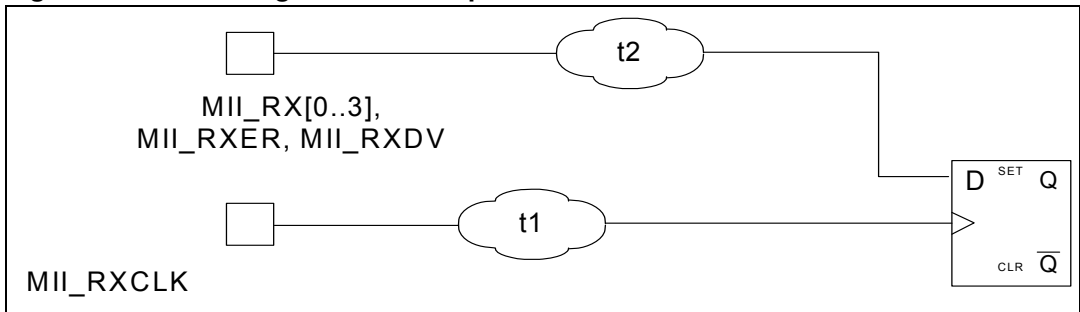 t2
MII_RX[0..3],
MII_RXER, MII_RXDV
D SET Q
t1
CLR Q
MII_RXCLK